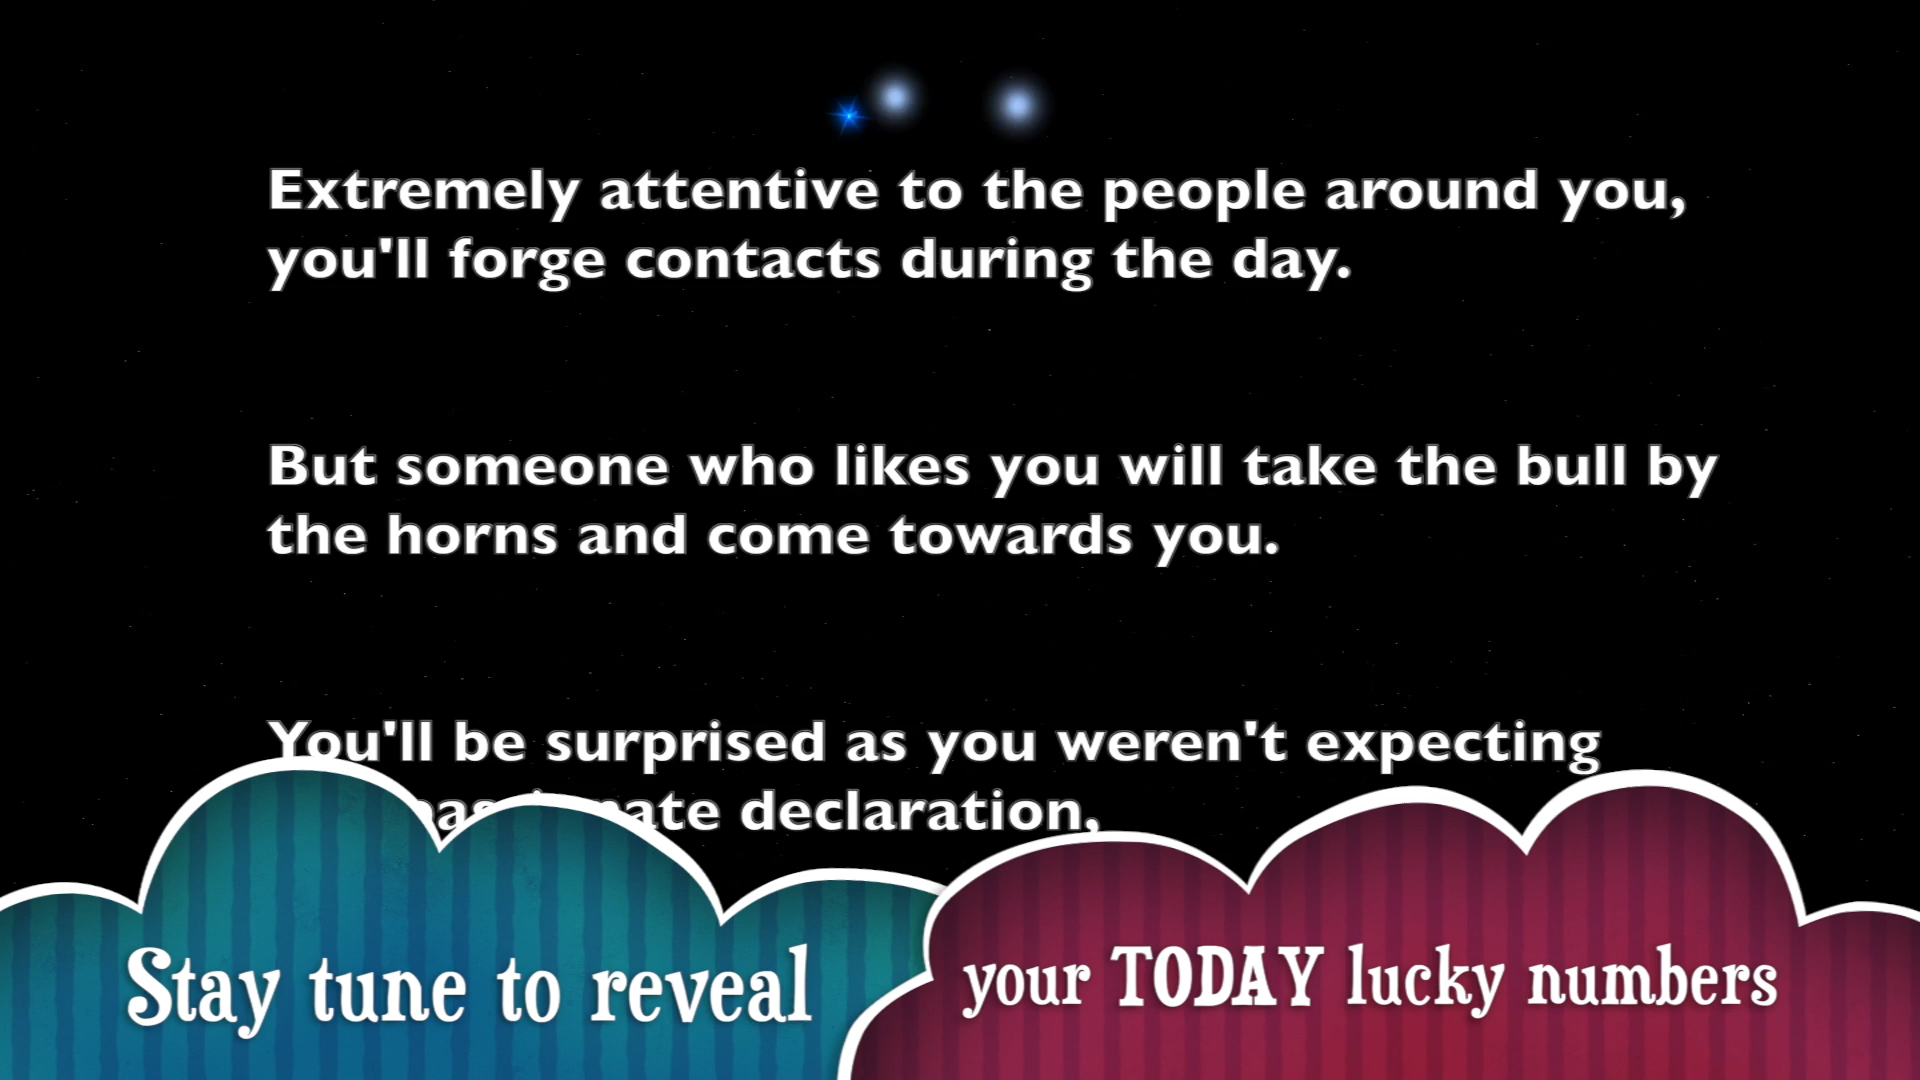 Extremely attentive to the people around you,
you'll forge contacts during the day.
But someone who likes you will take the bull by
the horns and come towards you.
You'll be surprised as you weren't expecting
declaration,
Stay tune to reveal
your TODAY lucky numbers